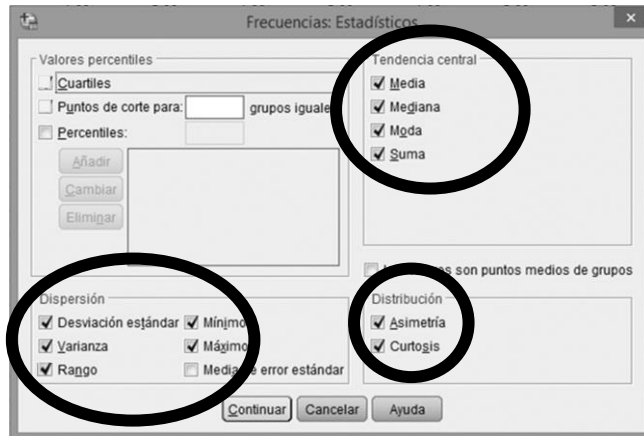 Frecuencias: Estadísticos
Valores percentiles
Cuartiles
Puntos de corte para: grupos iguale
Percentiles:
Añadir
Cambiar
Eliminar
Tendencia central
Media
Mediana
Moda
Suma
son puntos medios de grupos
Dispersión
Desviación estándar Mínimo
Varianza Máximo
Rango Media de error estándar
Distribución
Asimetría
Curtosis
Continuar Cancelar Ayuda